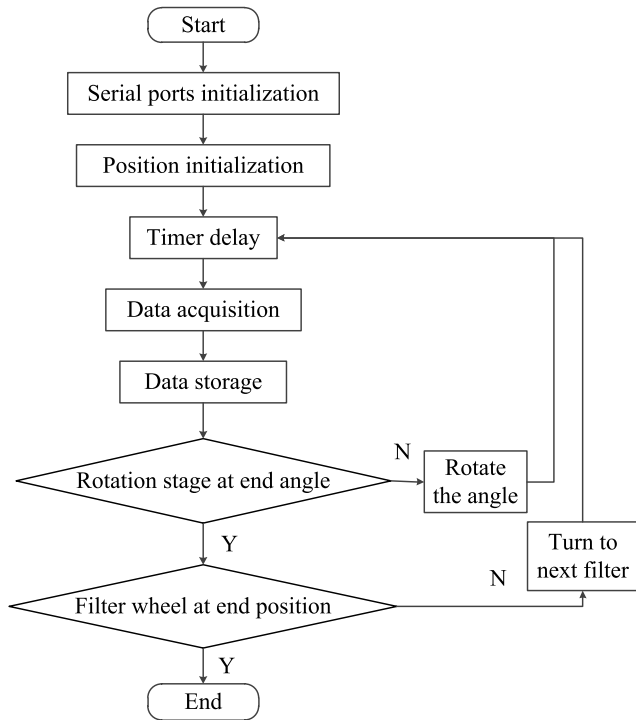 Start
Serial ports initialization
Position initialization
Timer delay
Data acquisition
Data storage
Rotation stage at end angle
N
Rotate
the angle
Y
Turn to
next filter
Filter wheel at end position
N
Y
End